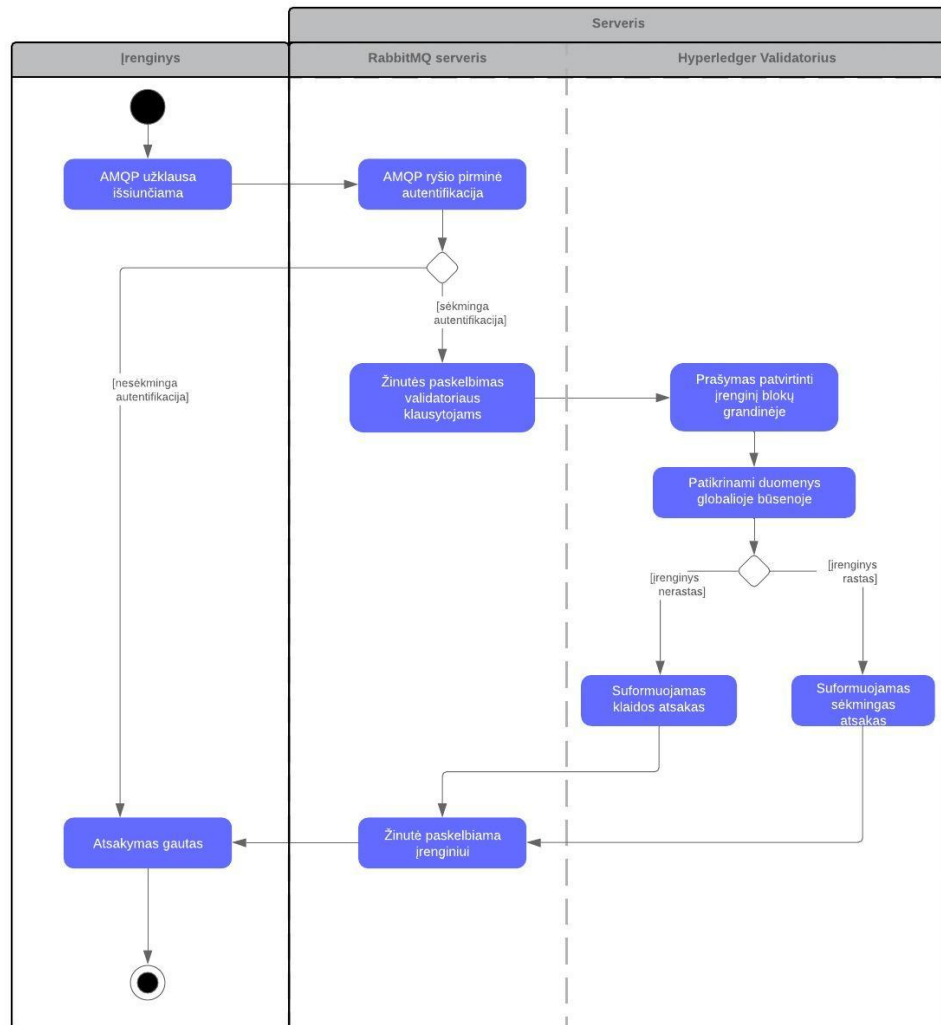 Serveris
Įrenginys
RabbitMQ serveris
Hyperledger Validatorius
AMQP užklausa
išsiunčiama
AMQP ryšio pirminė
autentifikacija
[sėkminga
autentifikacija]
[nesėkminga
autentifikacija]
Žinutės paskelbimas
validatoriaus
klausytojams
Prašymas patvirtinti
įrenginį blokų
grandinėje
Patikrinami duomenys
globalioje būsenoje
[įrenginys
nerastas]
[įrenginys
rastas]
Suformuojamas
klaidos atsakas
Suformuojamas
sėkmingas
atsakas
Atsakymas gautas
Žinutė paskelbiama
įrenginiui